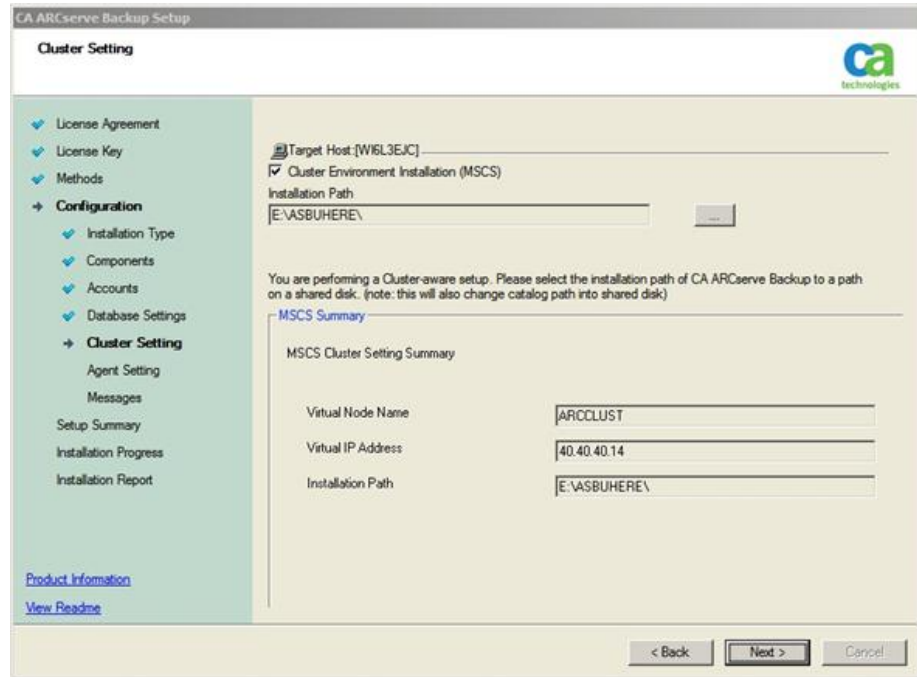 CA ARCserve Backup Setup
Cluster Setting
ca
technologies
License Agreement
License Key
Methods
Configuration
Installation Type
Components
Accounts
Database Settings
Cluster Setting
Agent Setting
Messages
Setup Summary
Installation Progress
Installation Report
Product Information
View Readme
Target Host:[WI6L3EJC]
Cluster Environment Installation (MSCS)
Installation Path
E:\ASBUHERE\
...
You are performing a Cluster-aware setup. Please select the installation path of CA ARCserve Backup to a path
on a shared disk. (note: this will also change catalog path into shared disk)
MSCS Summary
MSCS Cluster Setting Summary
Virtual Node Name
ARCCLUST
Virtual IP Address
40.40.40.14
Installation Path
E:\ASBUHERE\
< Back
Next >
Cancel